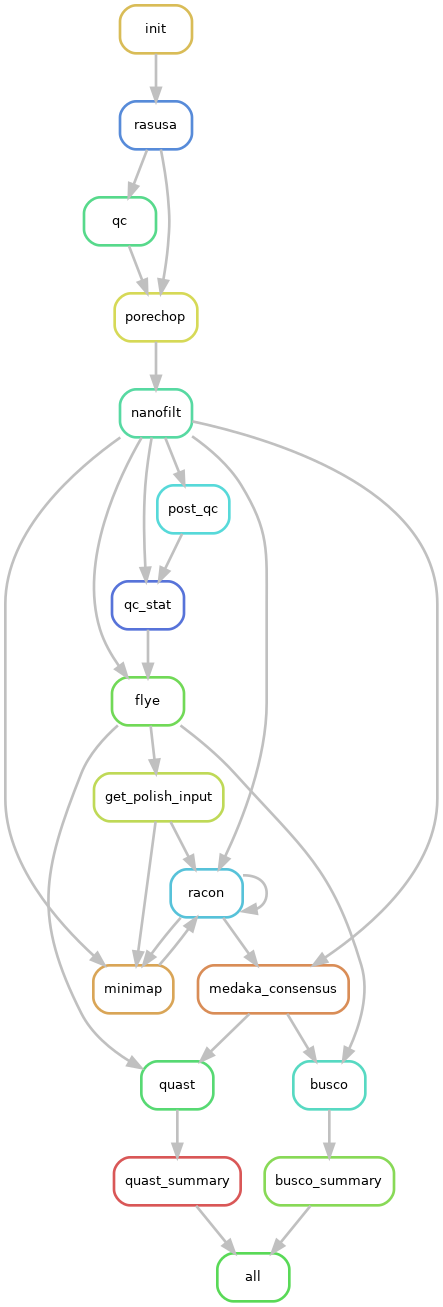 init
rasusa
qc
porechop
nanofilt
post_qc
qc_stat
flye
get_polish_input
racon
minimap
medaka_consensus
quast
busco
quast_summary
busco_summary
all